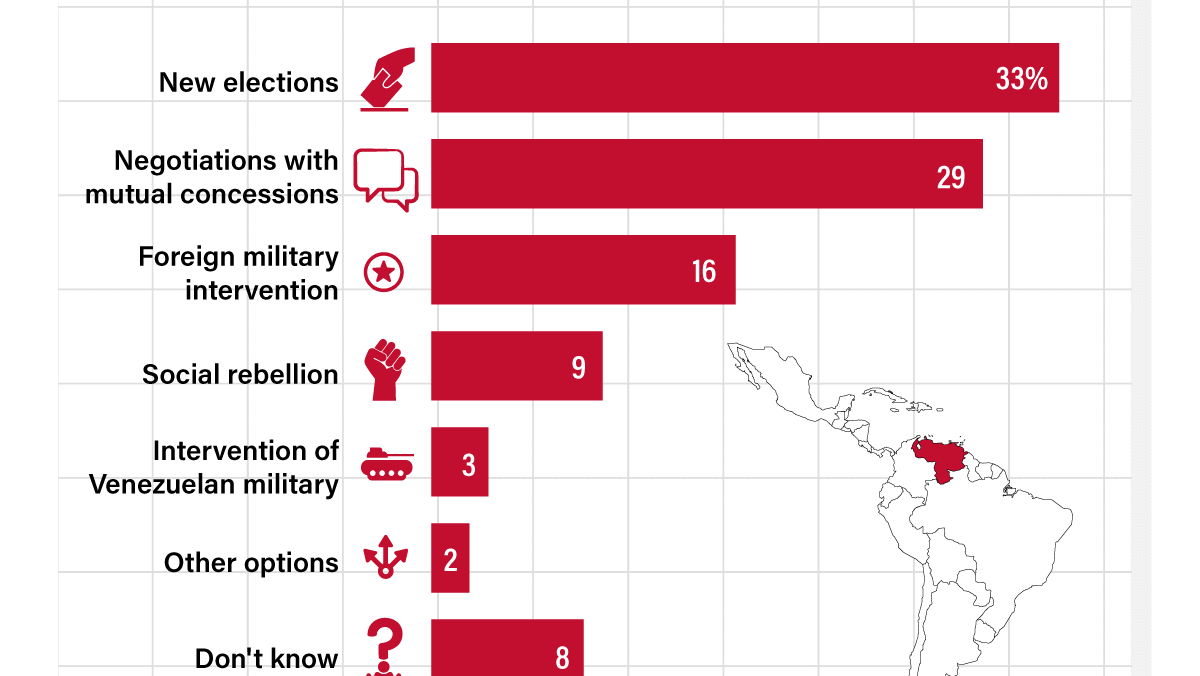 New elections
33%
Negotiations with
mutual concessions
29
Foreign military
intervention
16
Social rebellion
9
Intervention of
Venezuelan military
3
Other options
2
Don't know
8